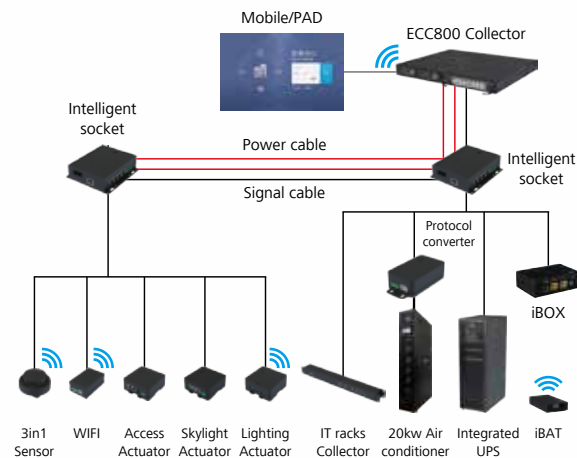 Mobile/PAD
ECC800 Collector
Intelligent
socket
Power cable
Signal cable
Intelligent
socket
Protocol
converter
iBOX
3in1
Sensor
WIFI
Access
Actuator
Skylight
Actuator
Lighting
Actuator
IT racks
Collector
20kw Air
conditioner
Integrated
UPS
iBAT